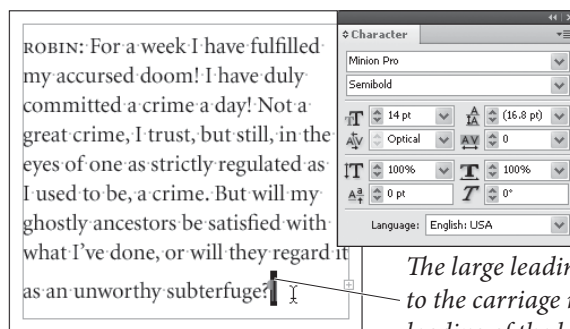 ROBIN: For a week I have fulfilled
my accursed doom! I have duly
committed a crime a day! Not a
great crime, I trust, but still, in the
eyes of one as strictly regulated as
I used to be, a crime. But will my
ghostly ancestors be satisfied with
what I've done, or will they regard it
as an unworthy subterfuge?
Character
Minion Pro
Semibold
14 pt (16.8 pt)
Optical 0
100% 100%
0 pt 0°
Language: English: USA
The large leadin
to the carriage